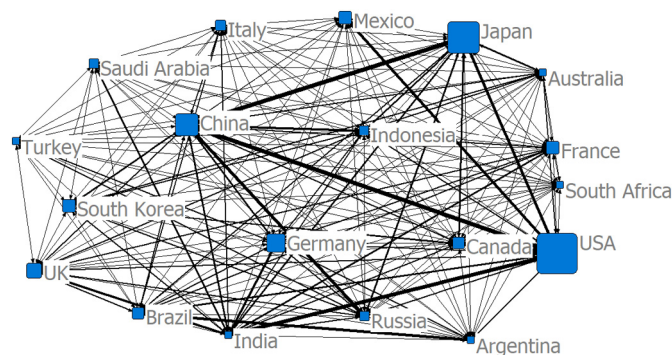 Mexico
Italy
Japan
Saudi Arabia
Australia
China
Indonesia
Turkey
France
South Africa
South Korea
Germany
Canada
USA
UK
Brazil
Russia
India
Argentina